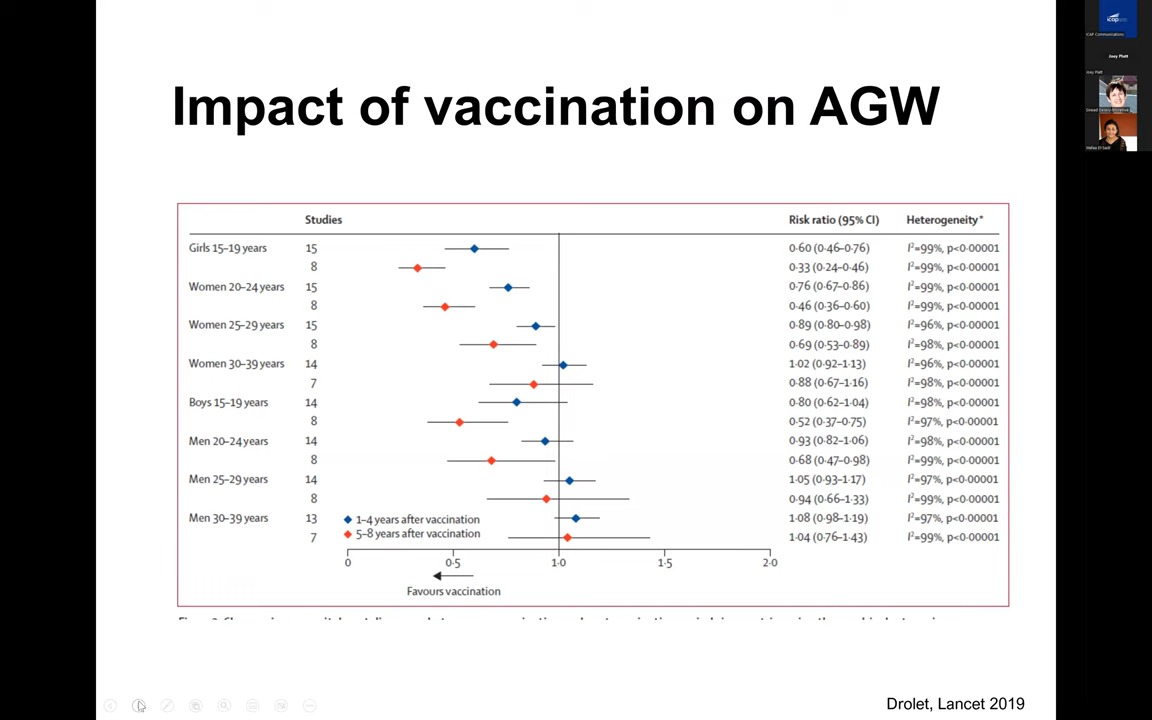 Impact of vaccination on AGW
Studies Risk ratio (95% CI) Heterogeneity*
Girls 15–19 years 15 0·60 (0·46–0·76) I²=99%, p<0·00001
8 0·33 (0·24–0·46) I²=99%, p<0·00001
Women 20–24 years 15 0·76 (0·67–0·86) I²=99%, p<0·00001
8 0·46 (0·36–0·60) I²=99%, p<0·00001
Women 25–29 years 15 0·89 (0·80–0·98) I²=96%, p<0·00001
8 0·69 (0·53–0·89) I²=98%, p<0·00001
Women 30–39 years 14 1·02 (0·92–1·13) I²=96%, p<0·00001
7 0·88 (0·67–1·16) I²=98%, p<0·00001
Boys 15–19 years 14 0·80 (0·62–1·04) I²=98%, p<0·00001
8 0·52 (0·37–0·75) I²=97%, p<0·00001
Men 20–24 years 14 0·93 (0·82–1·06) I²=98%, p<0·00001
8 0·68 (0·47–0·98) I²=99%, p<0·00001
Men 25–29 years 14 1·05 (0·93–1·17) I²=97%, p<0·00001
8 0·94 (0·66–1·33) I²=99%, p<0·00001
Men 30–39 years 13 1·08 (0·98–1·19) I²=97%, p<0·00001
7 1·04 (0·76–1·43) I²=99%, p<0·00001
1–4 years after vaccination
5–8 years after vaccination
0 0·5 1·0 1·5 2·0
Favours vaccination
Drolet, Lancet 2019
icap
ICAP Communications
Joey Platt
Joey Platt
Wafaa El-Sadr